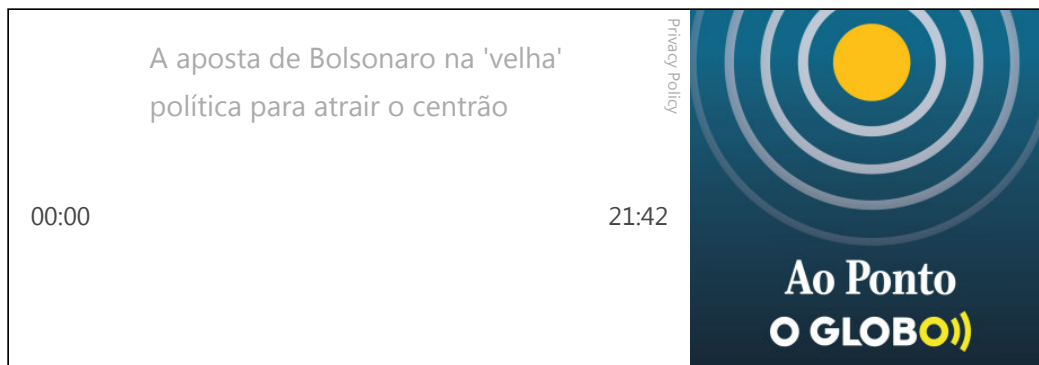 A aposta de Bolsonaro na 'velha'
política para atrair o centrão
Privacy Policy
00:00
21:42
Ao Ponto
O GLOBO